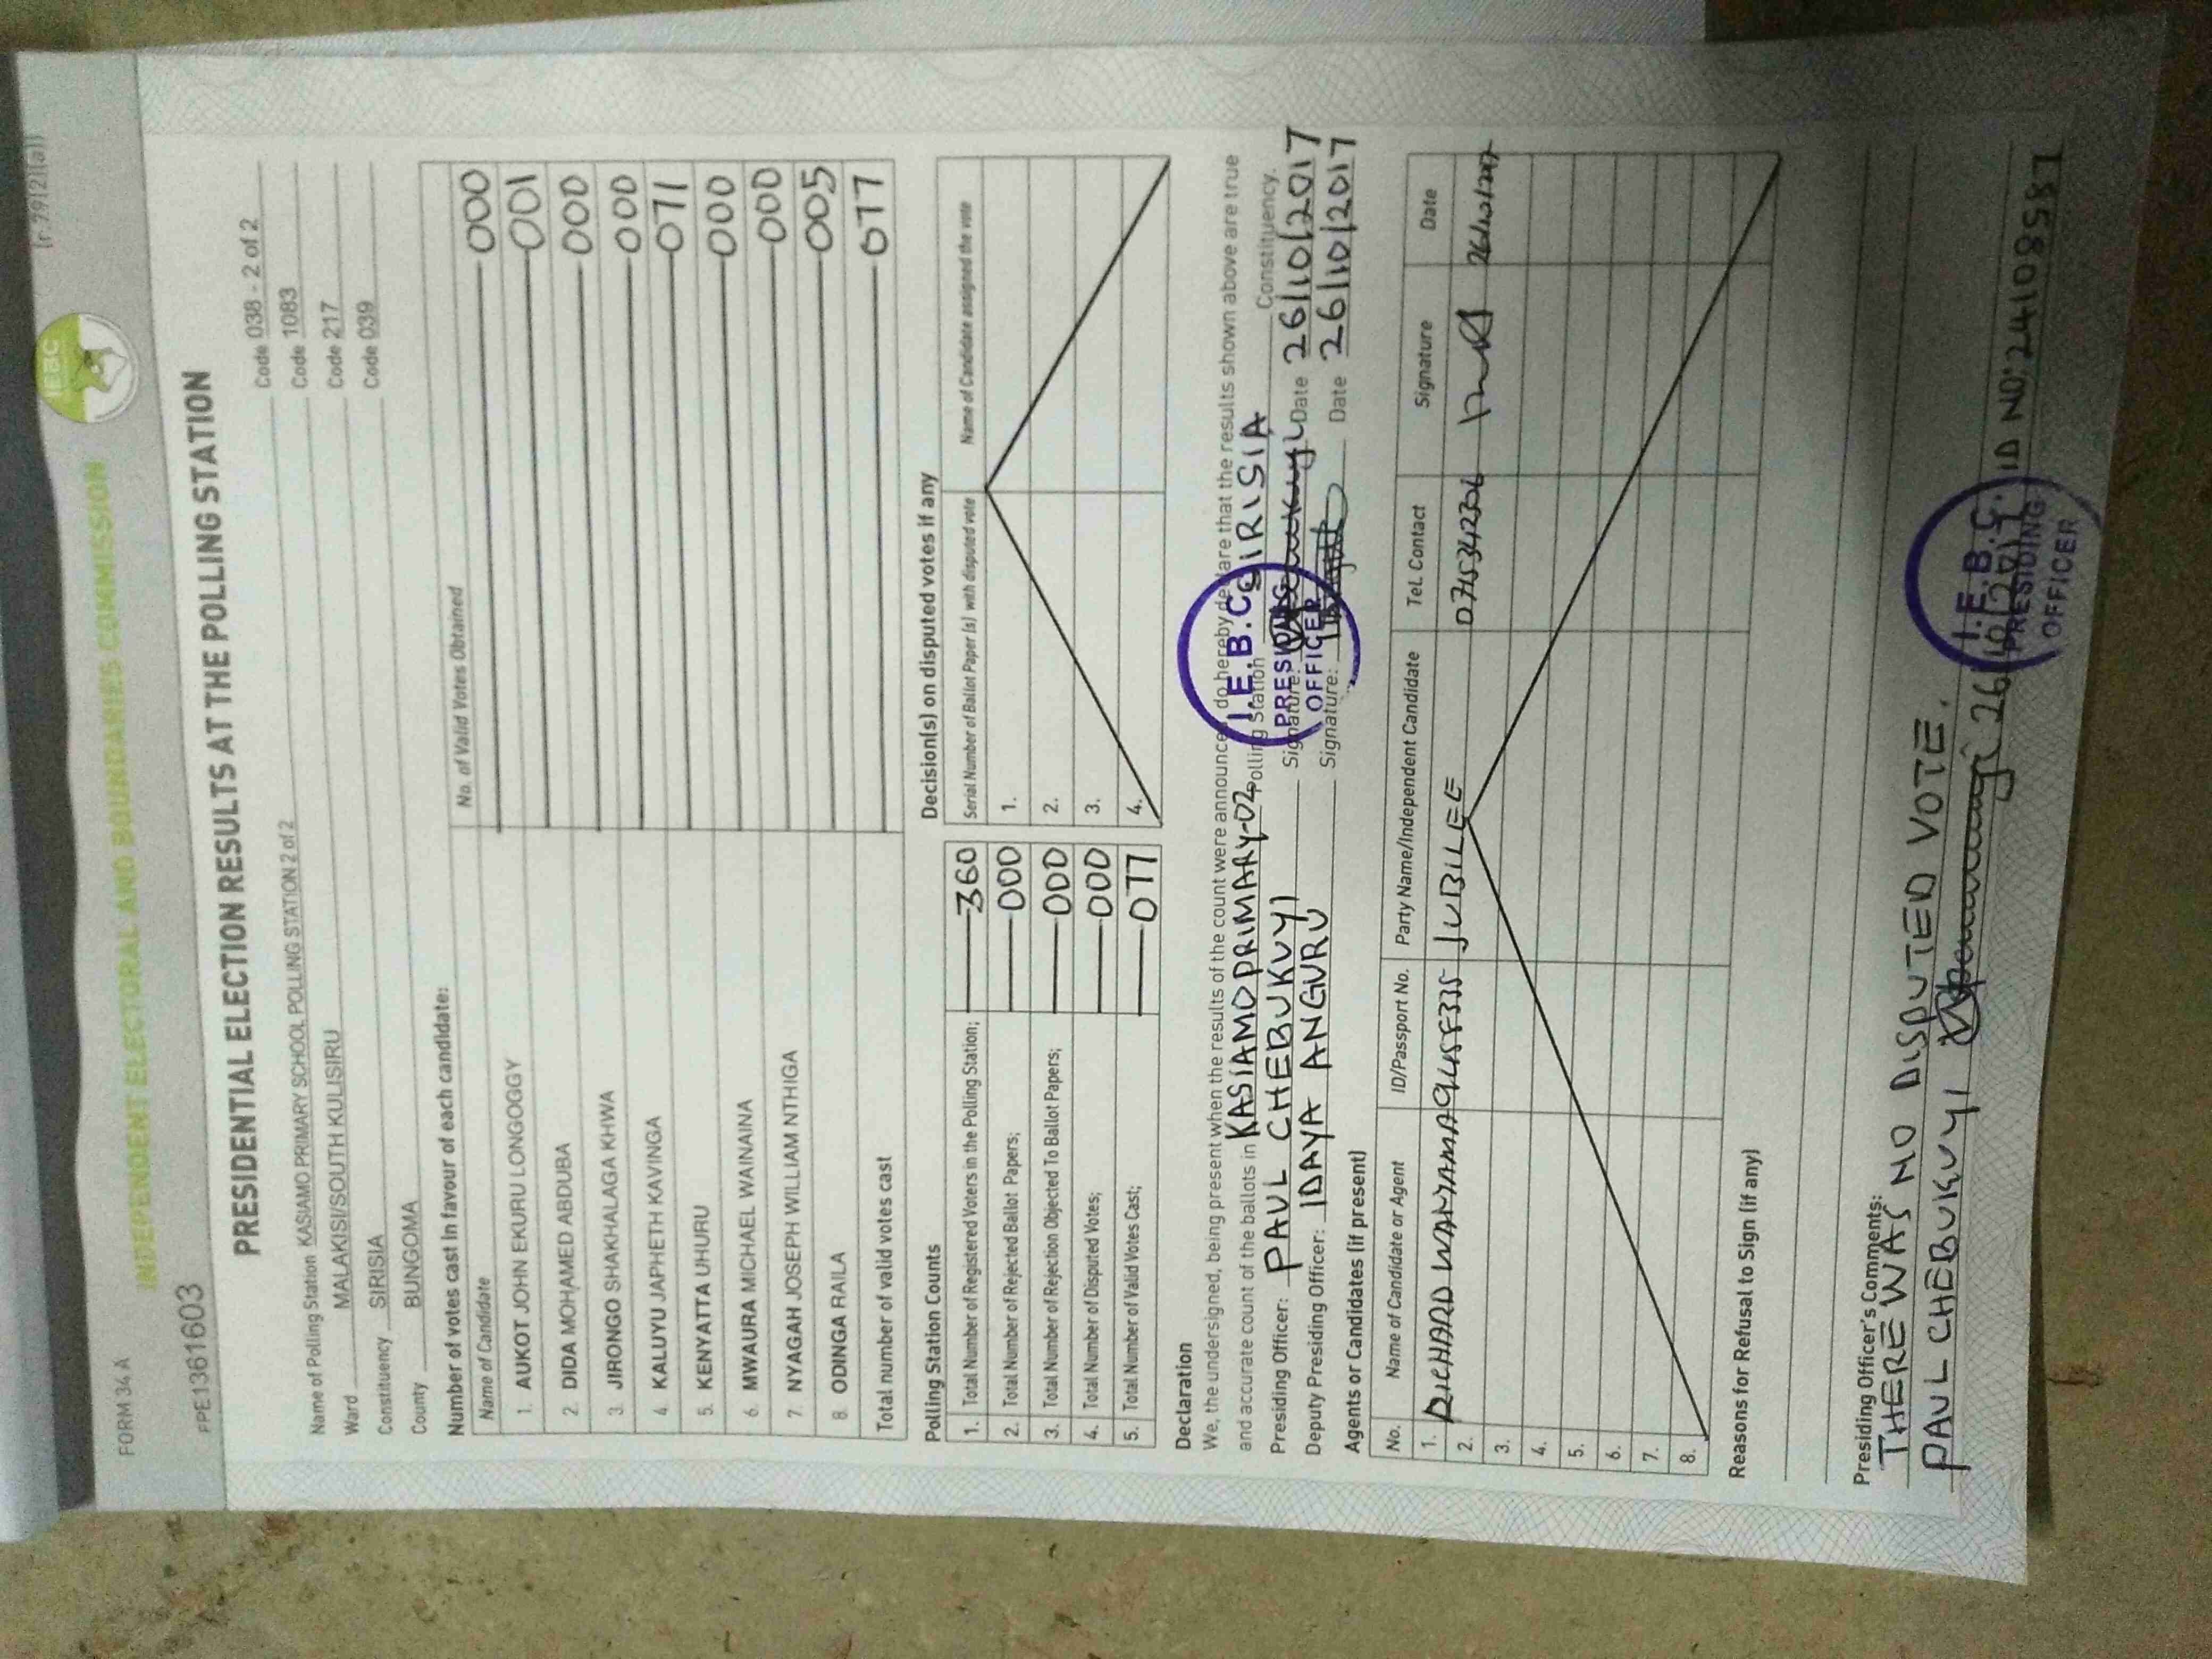 FORM 34 A
(r.79(2)(a))
IEBC
INDEPENDENT ELECTORAL AND BOUNDARIES COMMISSION
FPE1361603
PRESIDENTIAL ELECTION RESULTS AT THE POLLING STATION
Name of Polling Station KASIAMO PRIMARY SCHOOL POLLING STATION 2 of 2 Code 038 - 2 of 2
Ward MALAKISI/SOUTH KULISIRU Code 1083
Constituency SIRISIA Code 217
County BUNGOMA Code 039
Number of votes cast in favour of each candidate:
Name of Candidate No. of Valid Votes Obtained
1. AUKOT JOHN EKURU LONGOGGY 000
2. DIDA MOHAMED ABDUBA 001
3. JIRONGO SHAKHALAGA KHWA 000
4. KALUYU JAPHETH KAVINGA 000
5. KENYATTA UHURU 071
6. MWAURA MICHAEL WAINAINA 000
7. NYAGAH JOSEPH WILLIAM NTHIGA 000
8. ODINGA RAILA 005
Total number of valid votes cast 077
Polling Station Counts
1. Total Number of Registered Voters in the Polling Station; 360
2. Total Number of Rejected Ballot Papers; 000
3. Total Number of Rejection Objected To Ballot Papers; 000
4. Total Number of Disputed Votes; 000
5. Total Number of Valid Votes Cast; 077
Decision(s) on disputed votes if any
Serial Number of Ballot Paper (s) with disputed vote Name of Candidate assigned the vote
1.
2.
3.
4.
Declaration
We, the undersigned, being present when the results of the count were announced do hereby declare that the results shown above are true
and accurate count of the ballots in KASIAMO PRIMARY-02 Polling Station SIRISIA Constituency.
Presiding Officer: PAUL CHEBUKUYI Signature: Date 26/10/2017
Deputy Presiding Officer: IDAYA ANGURU Signature: Date 26/10/2017
I.E.B.C.
PRESIDING
OFFICER
Agents or Candidates (if present)
No. Name of Candidate or Agent ID/Passport No. Party Name/Independent Candidate Tel. Contact Signature Date
1. RICHARD JUBILEE
2.
3.
4.
5.
6.
7.
8.
Reasons for Refusal to Sign (if any)
Presiding Officer's Comments:
THERE WAS NO DISPUTED VOTE.
PAUL CHEBUKUYI 26/10/2017 ID NO: 24108581
I.E.B.C.
PRESIDING
OFFICER